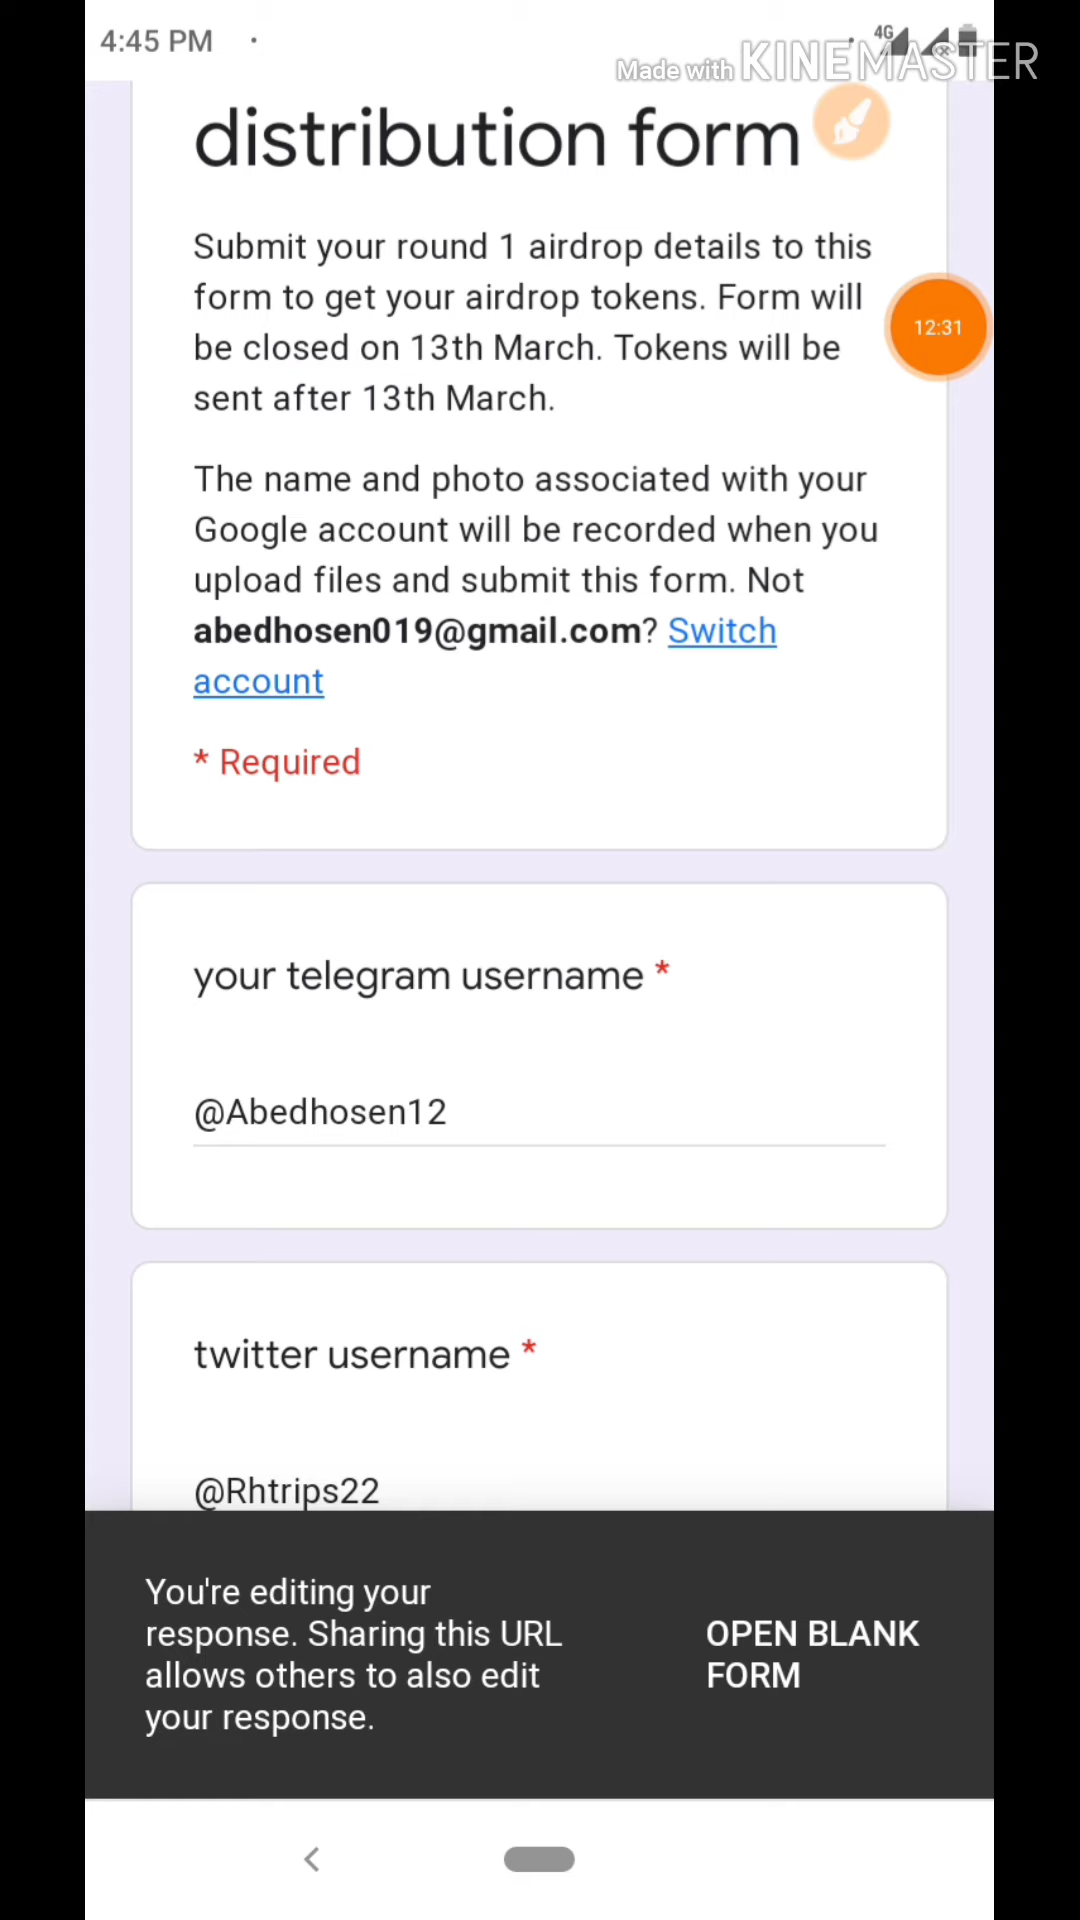 4:45 PM
4G
Made with KINEMASTER
distribution form
Submit your round 1 airdrop details to this
form to get your airdrop tokens. Form will
be closed on 13th March. Tokens will be
sent after 13th March.
12:31
The name and photo associated with your
Google account will be recorded when you
upload files and submit this form. Not
abedhosen019@gmail.com? Switch
account
* Required
your telegram username *
@Abedhosen12
twitter username *
@Rhtrips22
You're editing your
response. Sharing this URL
allows others to also edit
your response.
OPEN BLANK
FORM